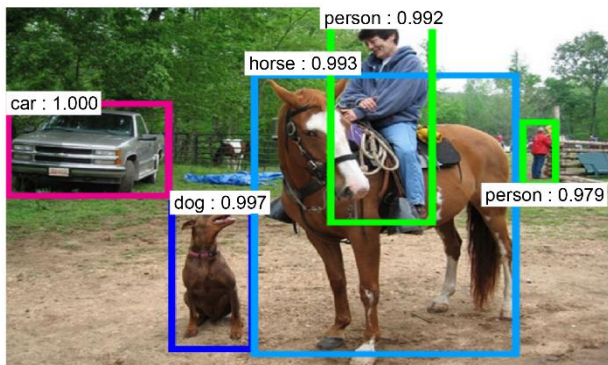 person : 0.992
horse : 0.993
car : 1.000
dog : 0.997
person : 0.979